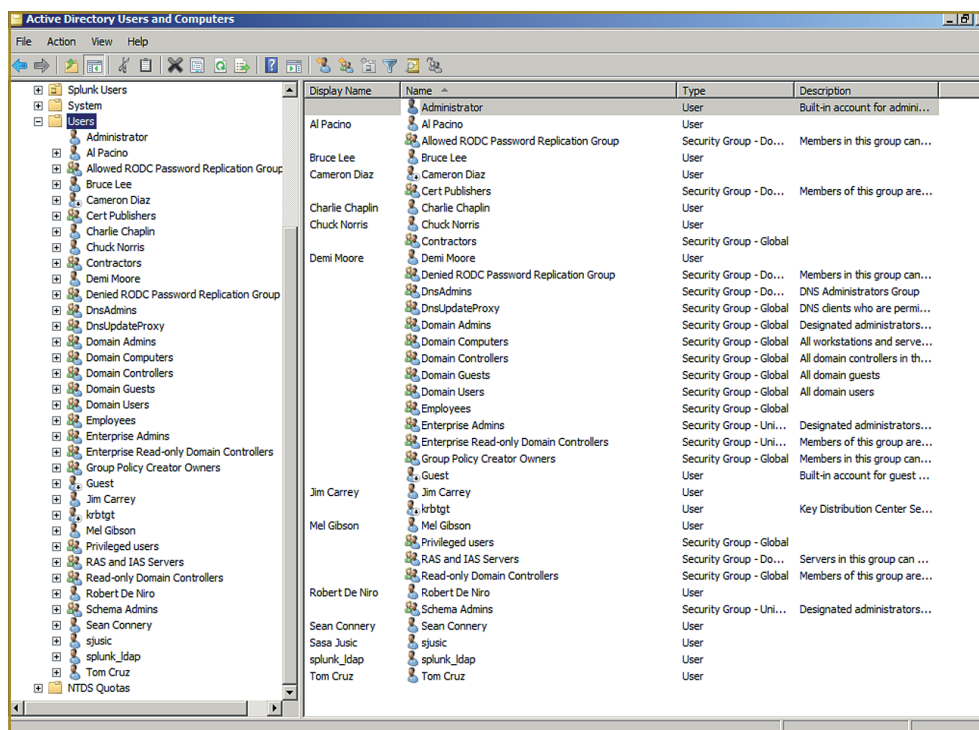 Active Directory Users and Computers
File Action View Help
Splunk Users
System
Users
Administrator
Al Pacino
Allowed RODC Password Replication Group
Bruce Lee
Cameron Diaz
Cert Publishers
Charlie Chaplin
Chuck Norris
Contractors
Demi Moore
Denied RODC Password Replication Group
DnsAdmins
DnsUpdateProxy
Domain Admins
Domain Computers
Domain Controllers
Domain Guests
Domain Users
Employees
Enterprise Admins
Enterprise Read-only Domain Controllers
Group Policy Creator Owners
Guest
Jim Carrey
krbtgt
Mel Gibson
Privileged users
RAS and IAS Servers
Read-only Domain Controllers
Robert De Niro
Schema Admins
Sean Connery
sjusic
splunk_ldap
Tom Cruz
NTDS Quotas
Display Name Name Type Description
Administrator User Built-in account for admini...
Al Pacino Al Pacino User
Allowed RODC Password Replication Group Security Group - Do... Members in this group can...
Bruce Lee Bruce Lee User
Cameron Diaz Cameron Diaz User
Cert Publishers Security Group - Do... Members of this group are...
Charlie Chaplin Charlie Chaplin User
Chuck Norris Chuck Norris User
Contractors Security Group - Global
Demi Moore Demi Moore User
Denied RODC Password Replication Group Security Group - Do... Members in this group can...
DnsAdmins Security Group - Do... DNS Administrators Group
DnsUpdateProxy Security Group - Global DNS clients who are permi...
Domain Admins Security Group - Global Designated administrators...
Domain Computers Security Group - Global All workstations and serve...
Domain Controllers Security Group - Global All domain controllers in th...
Domain Guests Security Group - Global All domain guests
Domain Users Security Group - Global All domain users
Employees Security Group - Global
Enterprise Admins Security Group - Uni... Designated administrators...
Enterprise Read-only Domain Controllers Security Group - Uni... Members of this group are...
Group Policy Creator Owners Security Group - Global Members in this group can...
Guest User Built-in account for guest ...
Jim Carrey Jim Carrey User
krbtgt User Key Distribution Center Se...
Mel Gibson Mel Gibson User
Privileged users Security Group - Global
RAS and IAS Servers Security Group - Do... Servers in this group can ...
Read-only Domain Controllers Security Group - Global Members of this group are...
Robert De Niro Robert De Niro User
Schema Admins Security Group - Uni... Designated administrators...
Sean Connery Sean Connery User
Sasa Jusic sjusic User
splunk_ldap splunk_ldap User
Tom Cruz Tom Cruz User